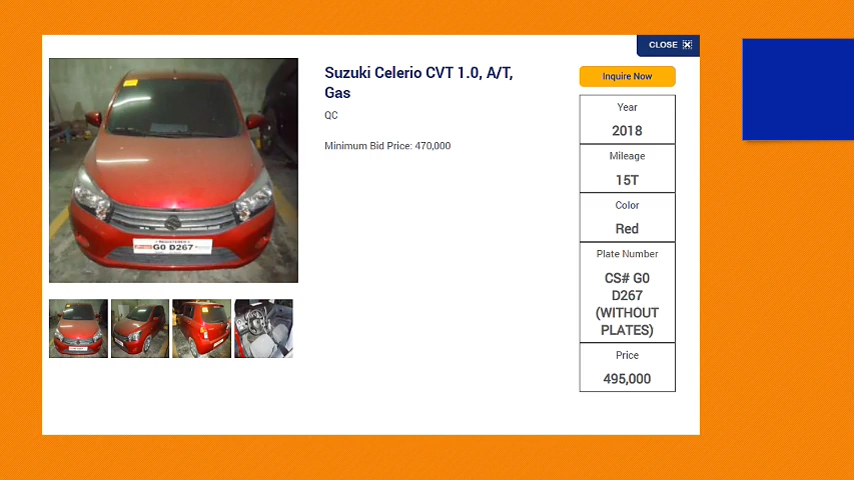 CLOSE
Suzuki Celerio CVT 1.0, A/T,
Gas
QC
Minimum Bid Price: 470,000
Inquire Now
Year
2018
Mileage
15T
Color
Red
Plate Number
CS# G0
D267
(WITHOUT
PLATES)
Price
495,000
REGISTERED
G0 D267